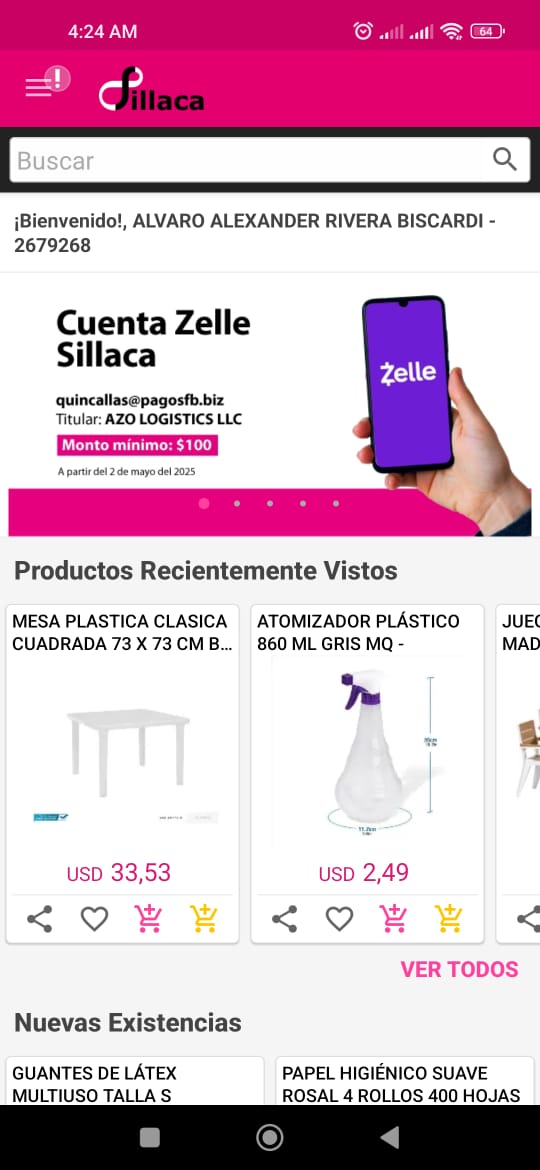 4:24 AM
64
!
Sillaca
Buscar
¡Bienvenido!, ALVARO ALEXANDER RIVERA BISCARDI -
2679268
Cuenta Zelle
Sillaca
quincallas@pagosfb.biz
Titular: AZO LOGISTICS LLC
Monto mínimo: $100
A partir del 2 de mayo del 2025
Zelle
Productos Recientemente Vistos
MESA PLASTICA CLASICA
CUADRADA 73 X 73 CM B...
USD 33,53
ATOMIZADOR PLÁSTICO
860 ML GRIS MQ -
USD 2,49
JUEG
MAD
VER TODOS
Nuevas Existencias
GUANTES DE LÁTEX
MULTIUSO TALLA S
PAPEL HIGIÉNICO SUAVE
ROSAL 4 ROLLOS 400 HOJAS